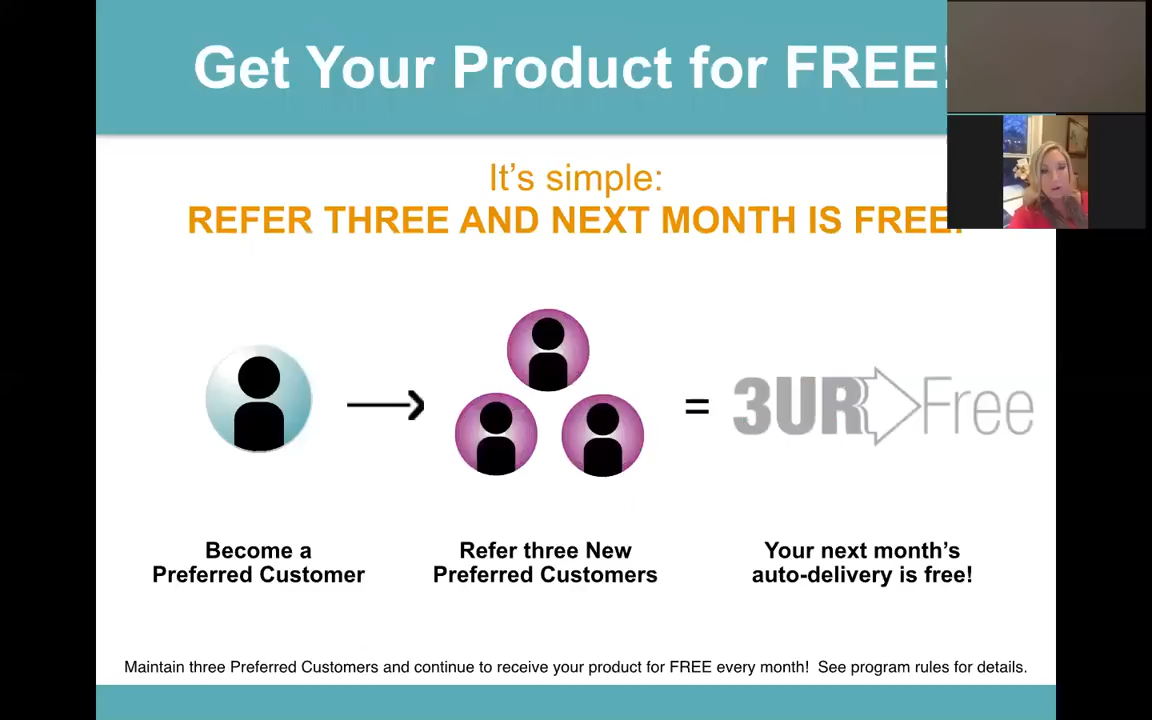 Get Your Product for FREE!
It's simple:
REFER THREE AND NEXT MONTH IS FREE!
=
3UR Free
Become a
Preferred Customer
Refer three New
Preferred Customers
Your next month's
auto-delivery is free!
Maintain three Preferred Customers and continue to receive your product for FREE every month! See program rules for details.